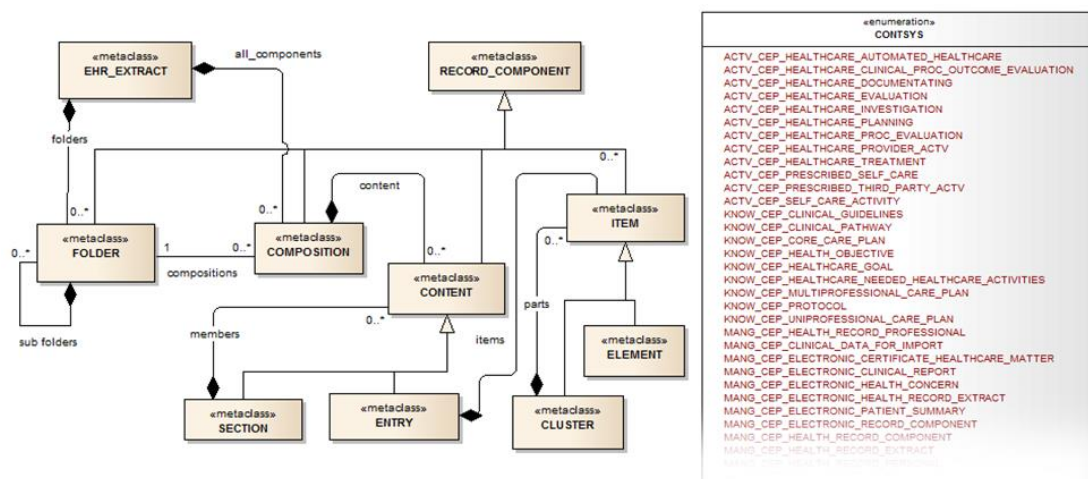 «metaclass»
EHR_EXTRACT
all_components
«metaclass»
RECORD_COMPONENT
folders
0..*
content
0..*
0..*
0..*
«metaclass»
ITEM
0..*
«metaclass»
FOLDER
1
0..*
compositions
«metaclass»
COMPOSITION
0..*
0..*
«metaclass»
CONTENT
sub folders
members
0..*
items
parts
«metaclass»
ELEMENT
«metaclass»
SECTION
«metaclass»
ENTRY
«metaclass»
CLUSTER
«enumeration»
CONTSYS
ACTV_CEP_HEALTHCARE_AUTOMATED_HEALTHCARE
ACTV_CEP_HEALTHCARE_CLINICAL_PROC_OUTCOME_EVALUATION
ACTV_CEP_HEALTHCARE_DOCUMENTATING
ACTV_CEP_HEALTHCARE_EVALUATION
ACTV_CEP_HEALTHCARE_INVESTIGATION
ACTV_CEP_HEALTHCARE_PLANNING
ACTV_CEP_HEALTHCARE_PROC_EVALUATION
ACTV_CEP_HEALTHCARE_PROVIDER_ACTV
ACTV_CEP_HEALTHCARE_TREATMENT
ACTV_CEP_PRESCRIBED_SELF_CARE
ACTV_CEP_PRESCRIBED_THIRD_PARTY_ACTV
ACTV_CEP_SELF_CARE_ACTIVITY
KNOW_CEP_CLINICAL_GUIDELINES
KNOW_CEP_CLINICAL_PATHWAY
KNOW_CEP_CORE_CARE_PLAN
KNOW_CEP_HEALTH_OBJECTIVE
KNOW_CEP_HEALTHCARE_GOAL
KNOW_CEP_HEALTHCARE_NEEDED_HEALTHCARE_ACTIVITIES
KNOW_CEP_MULTIPROFESSIONAL_CARE_PLAN
KNOW_CEP_PROTOCOL
KNOW_CEP_UNIPROFESSIONAL_CARE_PLAN
MANG_CEP_HEALTH_RECORD_PROFESSIONAL
MANG_CEP_CLINICAL_DATA_FOR_IMPORT
MANG_CEP_ELECTRONIC_CERTIFICATE_HEALTHCARE_MATTER
MANG_CEP_ELECTRONIC_CLINICAL_REPORT
MANG_CEP_ELECTRONIC_HEALTH_CONCERN
MANG_CEP_ELECTRONIC_HEALTH_RECORD_EXTRACT
MANG_CEP_ELECTRONIC_PATIENT_SUMMARY
MANG_CEP_ELECTRONIC_RECORD_COMPONENT
MANG_CEP_HEALTH_RECORD_COMPONENT
MANG_CEP_HEALTH_RECORD_EXTRACT